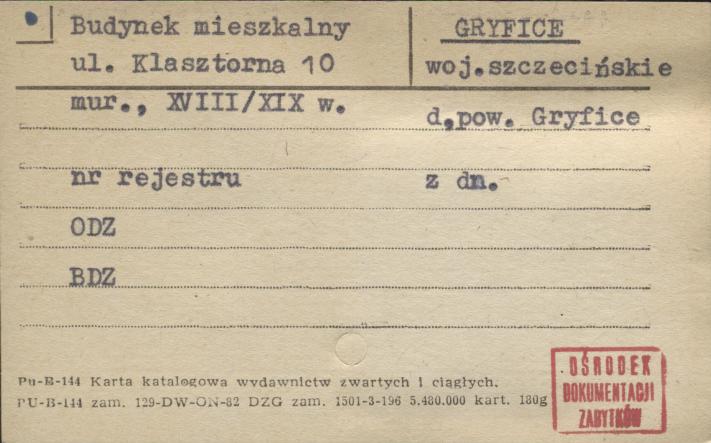 Budynek mieszkalny
ul. Klasztorna 10
GRYFICE
woj.szczecińskie
mur., XVIII/XIX w.
d,pow. Gryfice
nr rejestru
z dn.
ODZ
BDZ
Pu-B-144 Karta katalogowa wydawnictw zwartych i ciągłych.
PU-B-144 zam. 129-DW-ON-82 DZG zam. 1501-3-196 5.480.000 kart. 180g
OŚRODEK
DOKUMENTACJI
ZABYTKÓW